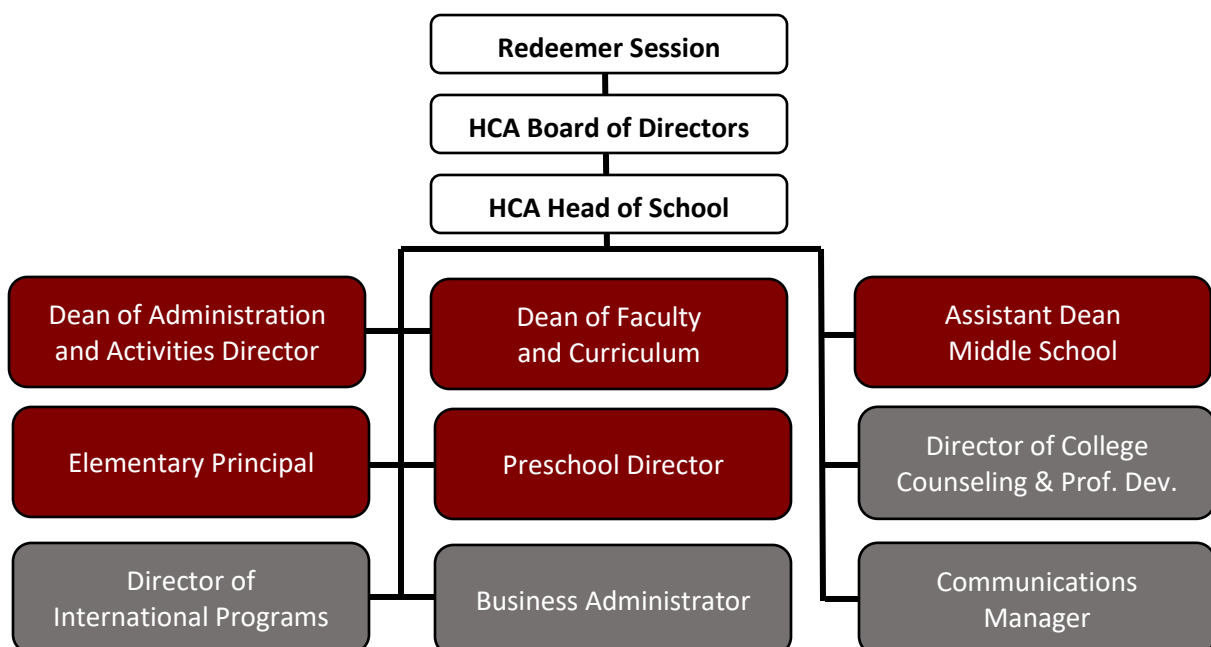 Redeemer Session
HCA Board of Directors
HCA Head of School
Dean of Administration
and Activities Director
Dean of Faculty
and Curriculum
Assistant Dean
Middle School
Elementary Principal
Preschool Director
Director of College
Counseling & Prof. Dev.
Director of
International Programs
Business Administrator
Communications
Manager